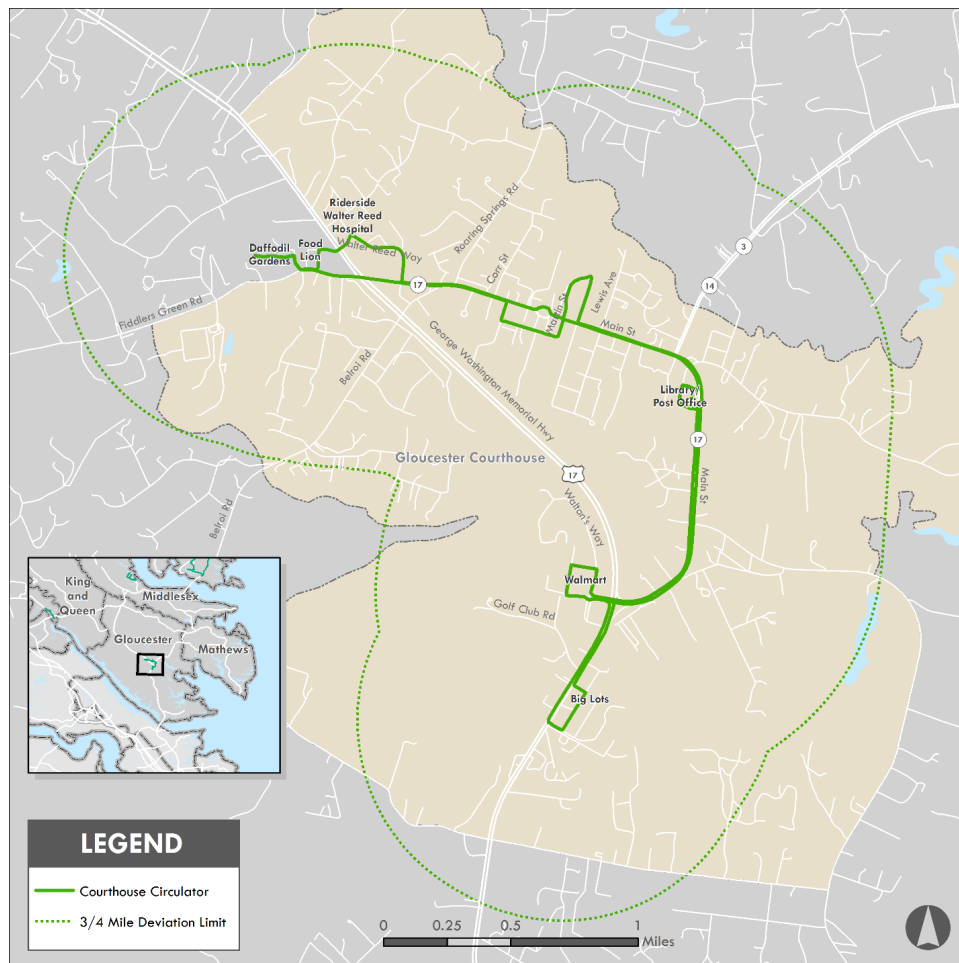 3
14
Riderside
Walter Reed
Hospital
Roaring Springs Rd
Daffodil
Gardens
Food
Lion
Walter Reed Way
Carr St
17
Martin St
Lewis Ave
Main St
Fiddlers Green Rd
George Washington Memorial Hwy
Belroi Rd
Library/
Post Office
17
Gloucester Courthouse
17
Main St
Walton's Way
Belroi Rd
Walmart
Golf Club Rd
Big Lots
King
and
Queen
Middlesex
Gloucester
Mathews
LEGEND
Courthouse Circulator
3/4 Mile Deviation Limit
0 0.25 0.5 1
Miles